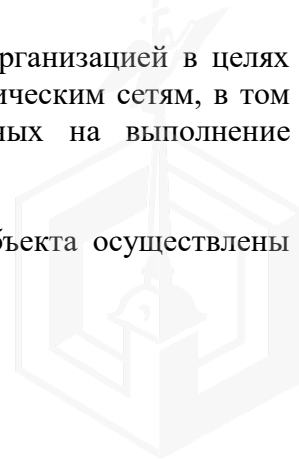 рганизацией в целях
ическим сетям, в том
ных на выполнение
бъекта осуществлены